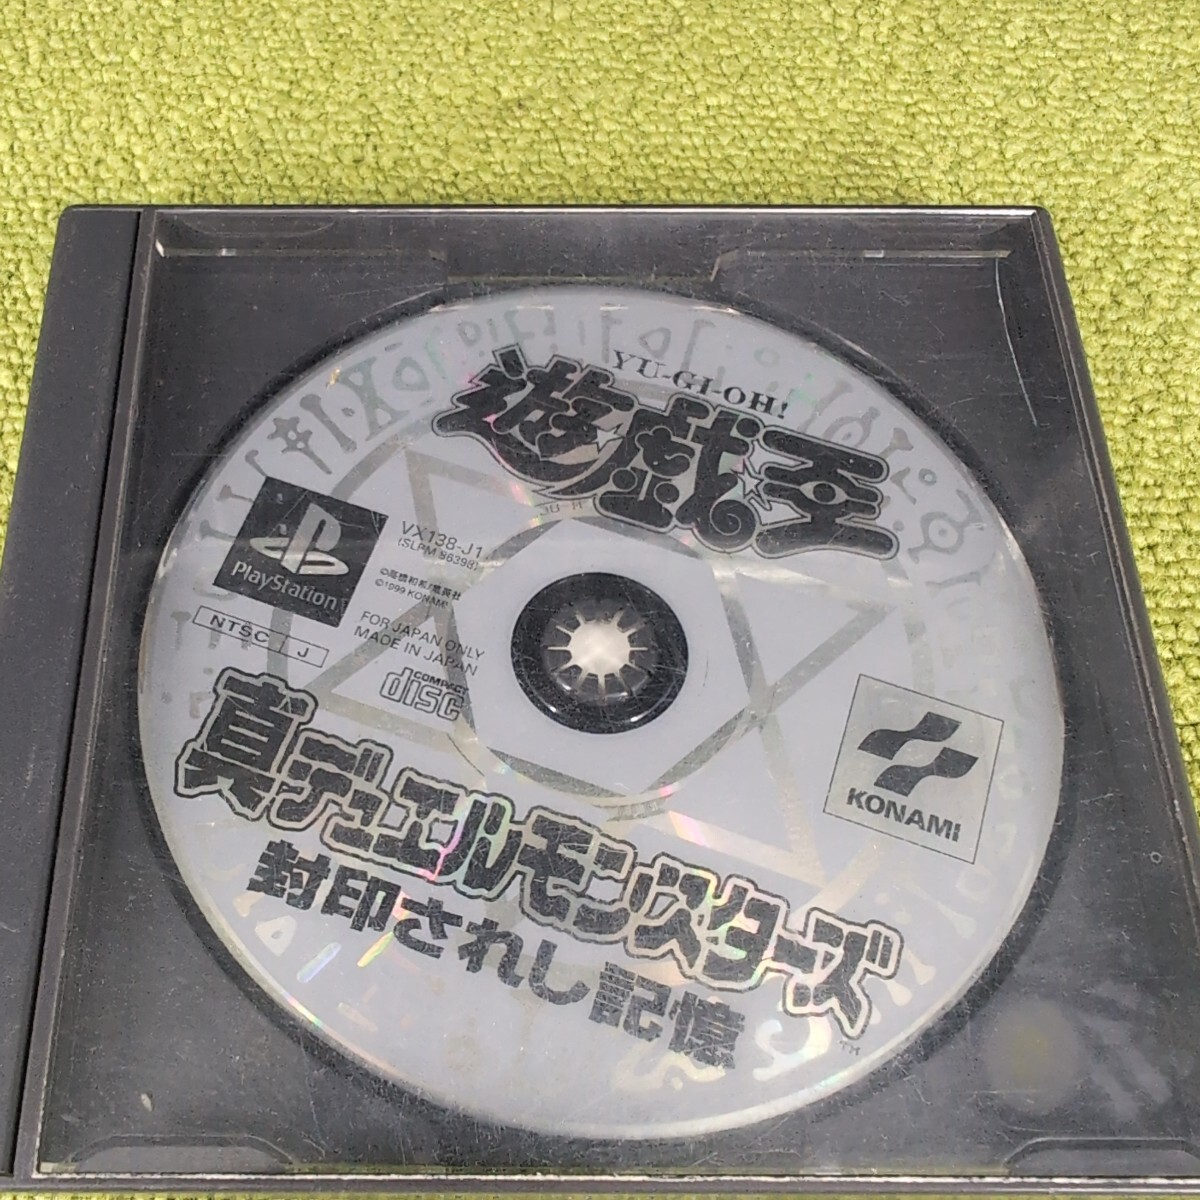 YU-GI-OH!
遊戯王
PlayStation
NTSC J
VX138-J1
(SLPM 86398)
©高橋和希/集英社
©1999 KONAMI
FOR JAPAN ONLY
MADE IN JAPAN
COMPACT
disc
KONAMI
真デュエルモンスターズ
封印されし記憶
TM